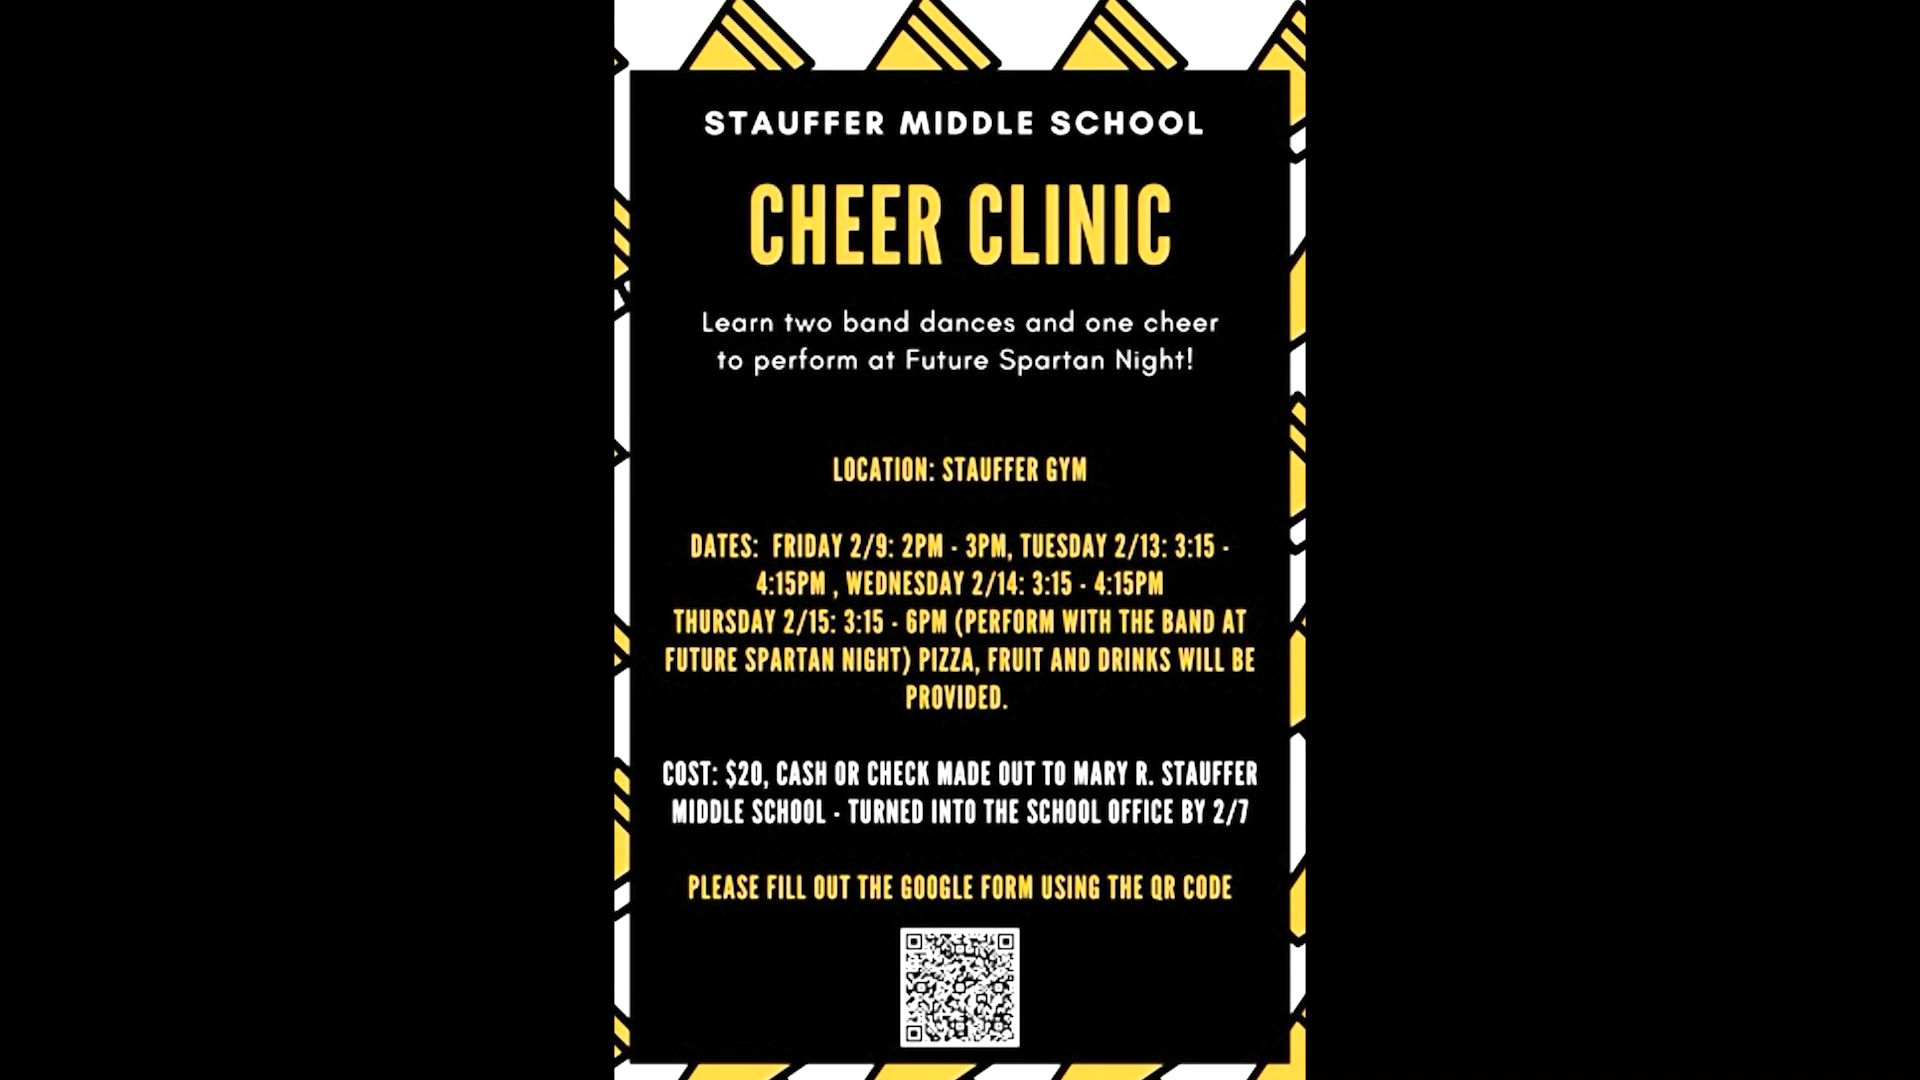 STAUFFER MIDDLE SCHOOL
CHEER CLINIC
Learn two band dances and one cheer
to perform at Future Spartan Night!
LOCATION: STAUFFER GYM
DATES: FRIDAY 2/9: 2PM - 3PM, TUESDAY 2/13: 3:15 -
4:15PM , WEDNESDAY 2/14: 3:15 - 4:15PM
THURSDAY 2/15: 3:15 - 6PM (PERFORM WITH THE BAND AT
FUTURE SPARTAN NIGHT) PIZZA, FRUIT AND DRINKS WILL BE
PROVIDED.
COST: $20, CASH OR CHECK MADE OUT TO MARY R. STAUFFER
MIDDLE SCHOOL - TURNED INTO THE SCHOOL OFFICE BY 2/7
PLEASE FILL OUT THE GOOGLE FORM USING THE QR CODE